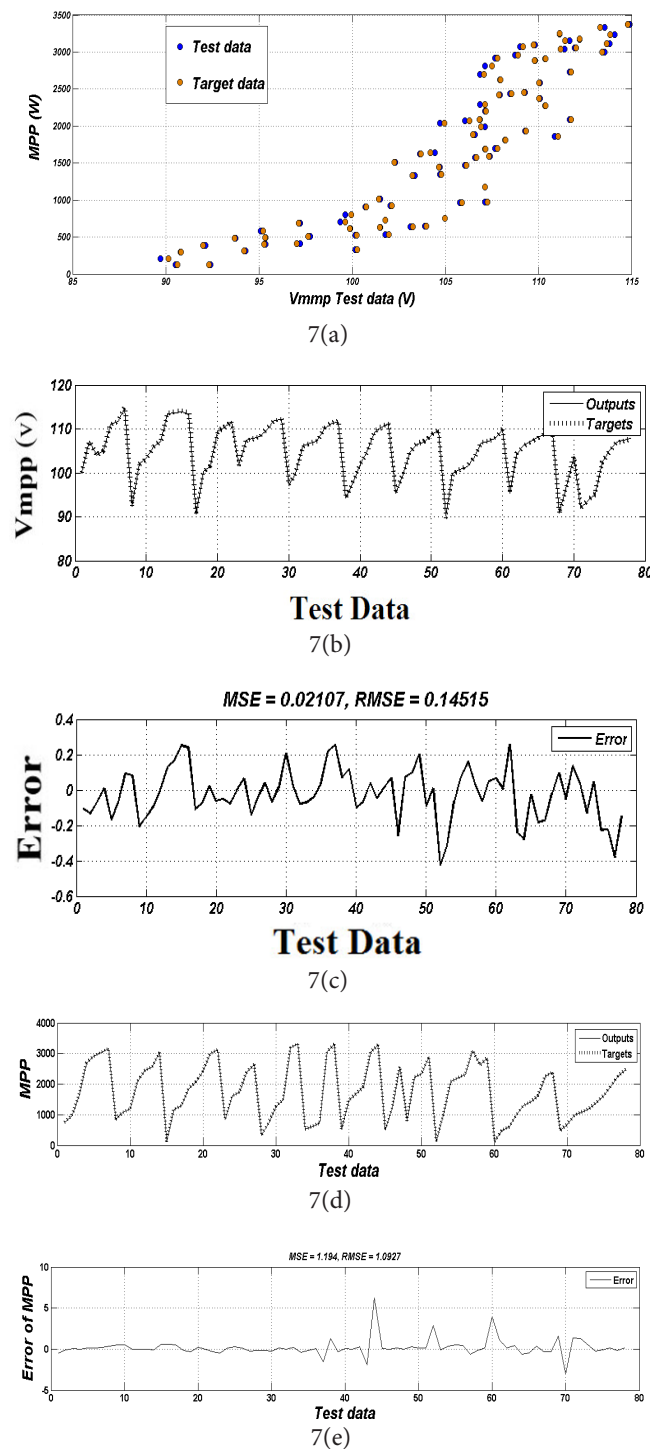 3500
3000
2500
2000
1500
1000
500
0
MPP (W)
Test data
Target data
85 90 95 100 105 110 115
Vmmp Test data (V)
7(a)
120
110
100
90
80
Vmpp (v)
Outputs
Targets
0 10 20 30 40 50 60 70 80
Test Data
7(b)
MSE = 0.02107, RMSE = 0.14515
0.4
0.2
0
-0.2
-0.4
-0.6
Error
Error
0 10 20 30 40 50 60 70 80
Test Data
7(c)
4000
3000
2000
1000
0
MPP
Outputs
Targets
0 10 20 30 40 50 60 70 80
Test data
7(d)
MSE = 1.194, RMSE = 1.0927
10
5
0
-5
Error of MPP
Error
0 10 20 30 40 50 60 70 80
Test data
7(e)